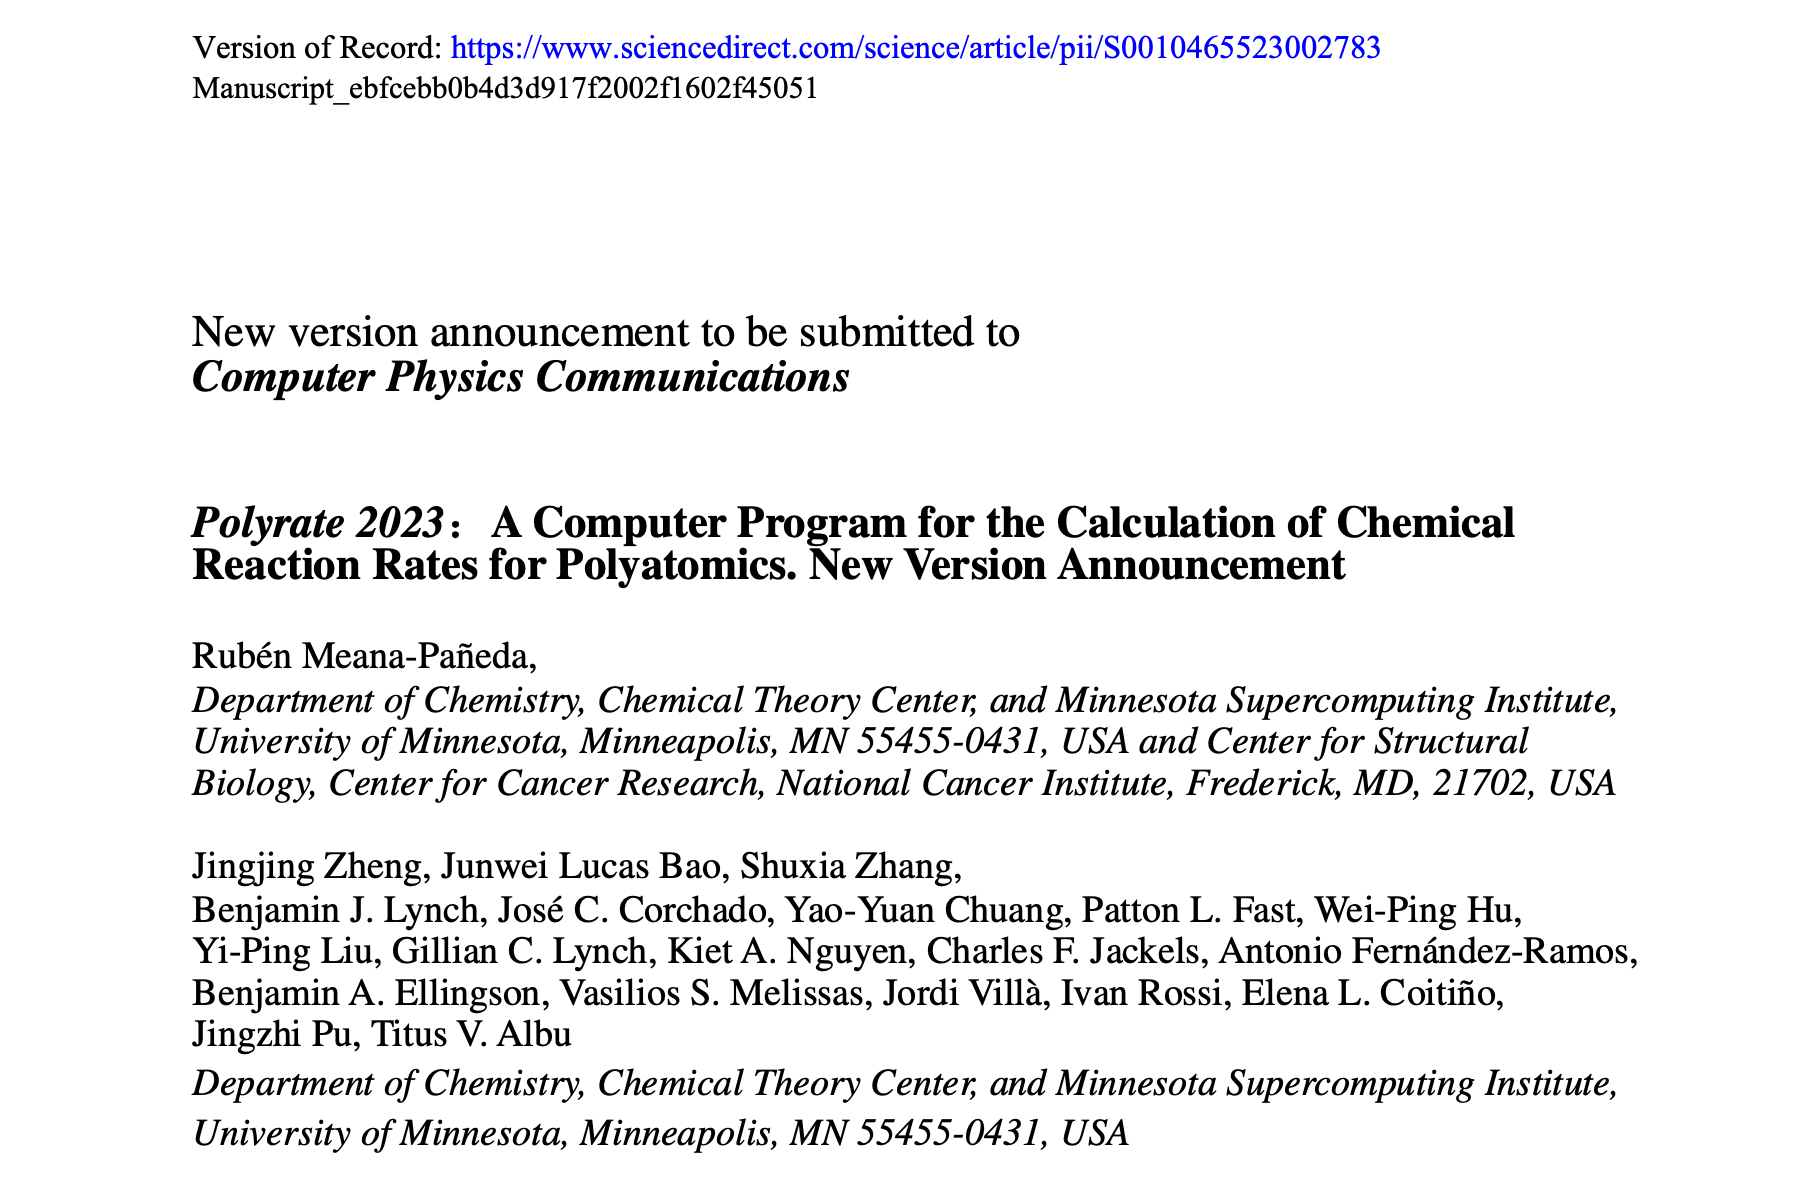 Version of Record: https://www.sciencedirect.com/science/article/pii/S0010465523002783
Manuscript_ebfcebb0b4d3d917f2002f1602f45051
New version announcement to be submitted to
Computer Physics Communications
Polyrate 2023: A Computer Program for the Calculation of Chemical
Reaction Rates for Polyatomics. New Version Announcement
Rubén Meana-Pañeda,
Department of Chemistry, Chemical Theory Center, and Minnesota Supercomputing Institute,
University of Minnesota, Minneapolis, MN 55455-0431, USA and Center for Structural
Biology, Center for Cancer Research, National Cancer Institute, Frederick, MD, 21702, USA
Jingjing Zheng, Junwei Lucas Bao, Shuxia Zhang,
Benjamin J. Lynch, José C. Corchado, Yao-Yuan Chuang, Patton L. Fast, Wei-Ping Hu,
Yi-Ping Liu, Gillian C. Lynch, Kiet A. Nguyen, Charles F. Jackels, Antonio Fernández-Ramos,
Benjamin A. Ellingson, Vasilios S. Melissas, Jordi Villà, Ivan Rossi, Elena L. Coitiño,
Jingzhi Pu, Titus V. Albu
Department of Chemistry, Chemical Theory Center, and Minnesota Supercomputing Institute,
University of Minnesota, Minneapolis, MN 55455-0431, USA